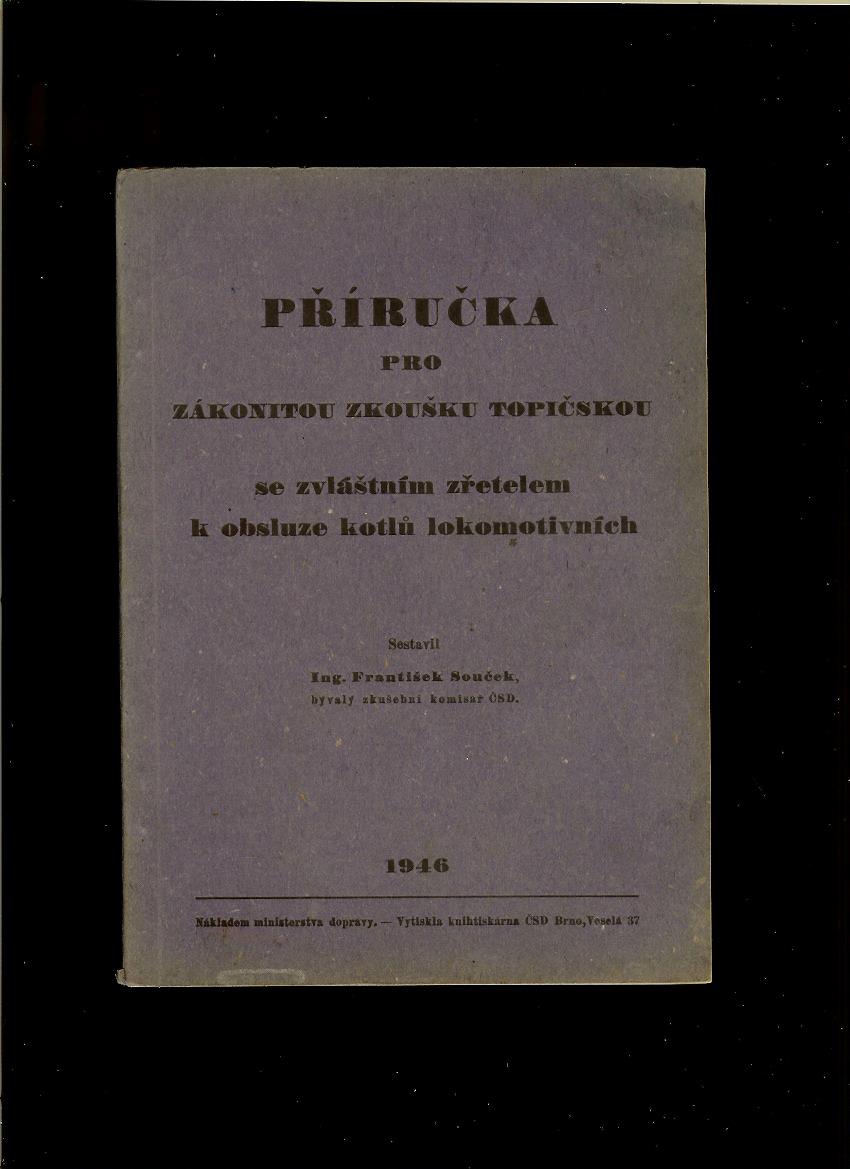 PŘÍRUČKA
PRO
ZÁKONITOU ZKOUŠKU TOPIČSKOU
se zvláštním zřetelem
k obsluze kotlů lokomotivních
Sestavil
Ing. František Souček,
bývalý zkušební komisař ČSD.
1946
Nákladem ministerstva dopravy. — Vytiskla knihtiskárna ČSD Brno, Veselá 37